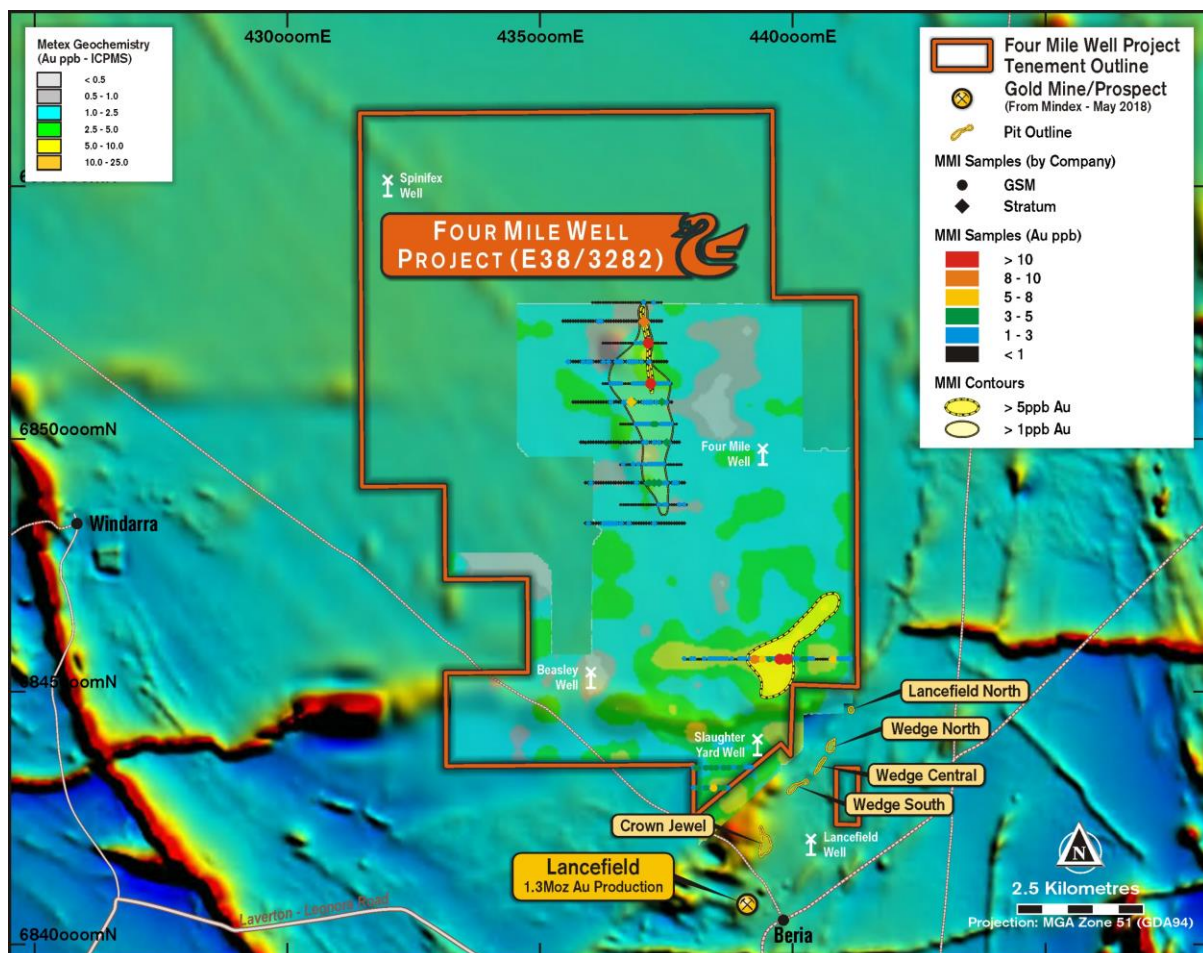 430000mE
435000mE
440000mE
Metex Geochemistry
(Au ppb - ICPMS)
< 0.5
0.5 - 1.0
1.0 - 2.5
2.5 - 5.0
5.0 - 10.0
10.0 - 25.0
Four Mile Well Project
Tenement Outline
Gold Mine/Prospect
(From Mindex - May 2018)
Pit Outline
MMI Samples (by Company)
GSM
Stratum
MMI Samples (Au ppb)
> 10
8 - 10
5 - 8
3 - 5
1 - 3
< 1
MMI Contours
> 5ppb Au
> 1ppb Au
Spinifex
Well
FOUR MILE WELL
PROJECT (E38/3282)
6850000mN
Four Mile
Well
Windarra
6845000mN
Beasley
Well
Lancefield North
Slaughter
Yard Well
Wedge North
Wedge Central
Wedge South
Crown Jewel
Lancefield
Well
Lancefield
1.3Moz Au Production
N
2.5 Kilometres
Projection: MGA Zone 51 (GDA94)
Laverton - Leonora Road
Beria
6840000mN